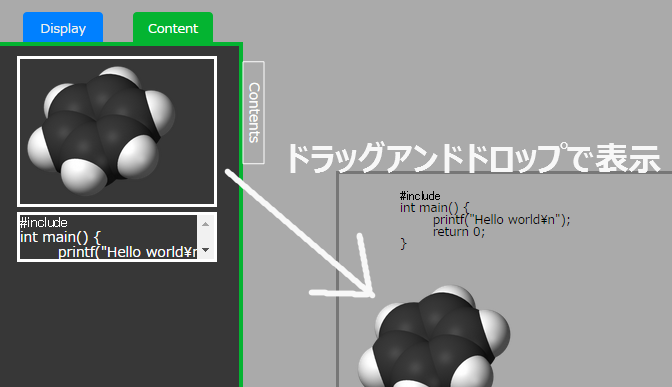 Display
Content
Contents
ドラッグアンドドロップで表示
#include
int main() {
printf("Hello world¥n
#include
int main() {
printf("Hello world¥n");
return 0;
}